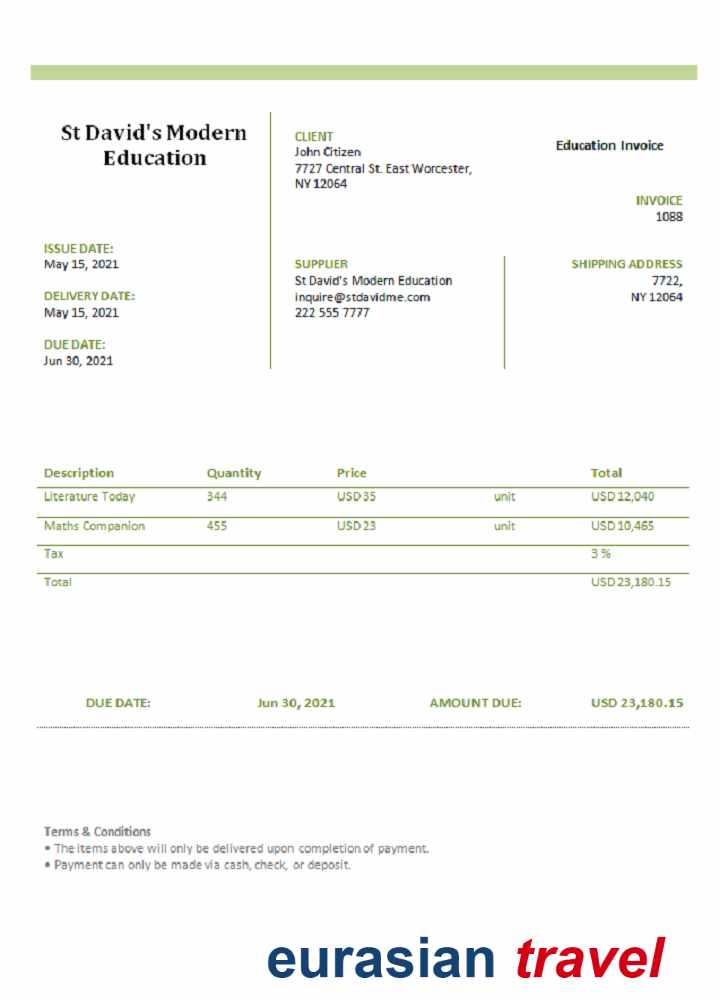 St David's Modern
Education
CLIENT
John Citizen
7727 Central St. East Worcester,
NY 12064
Education Invoice
INVOICE
1088
ISSUE DATE:
May 15, 2021
DELIVERY DATE:
May 15, 2021
DUE DATE:
Jun 30, 2021
SUPPLIER
St David's Modern Education
inquire@stdavidme.com
222 555 7777
SHIPPING ADDRESS
7722,
NY 12064
Description Quantity Price Total
Literature Today 344 USD 35 unit USD 12,040
Maths Companion 455 USD 23 unit USD 10,465
Tax 3 %
Total USD 23,180.15
DUE DATE: Jun 30, 2021 AMOUNT DUE: USD 23,180.15
Terms & Conditions
• The items above will only be delivered upon completion of payment.
• Payment can only be made via cash, check, or deposit.
eurasian travel